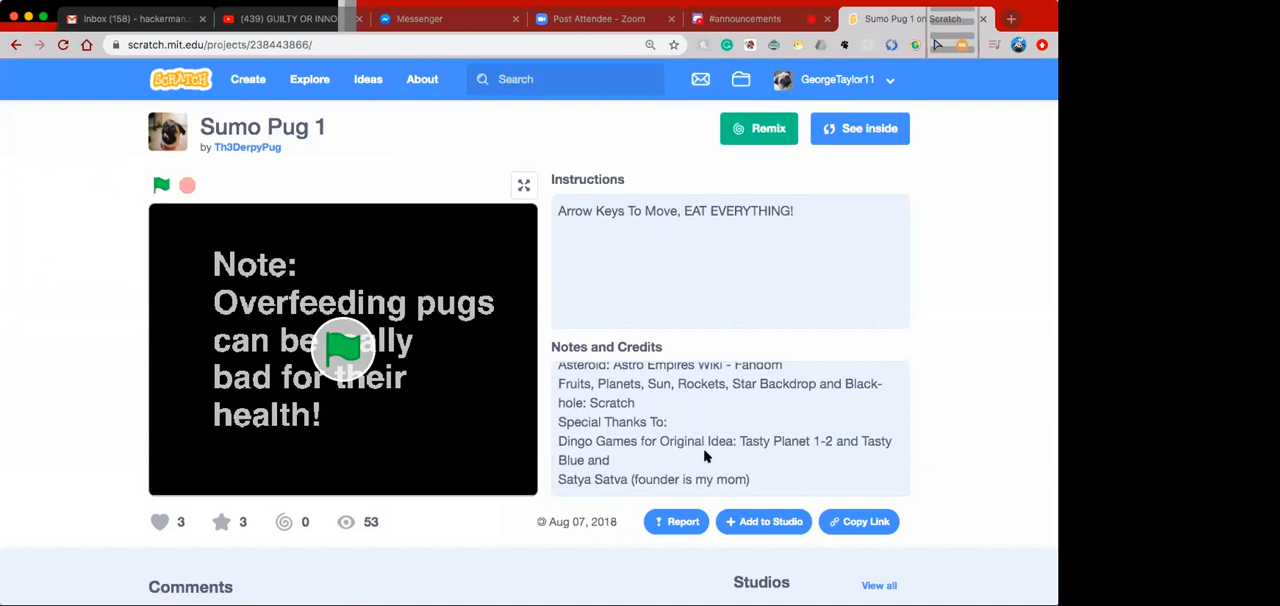 Inbox (158) - hackerman.
(439) GUILTY OR INNO
Messenger
Post Attendee - Zoom
#announcements
Sumo Pug 1 on Scratch
scratch.mit.edu/projects/238443866/
SCRATCH
Create
Explore
Ideas
About
Search
GeorgeTaylor11
Sumo Pug 1
by Th3DerpyPug
Remix
See inside
Instructions
Arrow Keys To Move, EAT EVERYTHING!
Note:
Overfeeding pugs
can be really
bad for their
health!
Notes and Credits
Asteroid: Astro Empires Wiki - Fandom
Fruits, Planets, Sun, Rockets, Star Backdrop and Black-
hole: Scratch
Special Thanks To:
Dingo Games for Original Idea: Tasty Planet 1-2 and Tasty
Blue and
Satya Satva (founder is my mom)
3
3
0
53
© Aug 07, 2018
Report
Add to Studio
Copy Link
Comments
Studios
View all